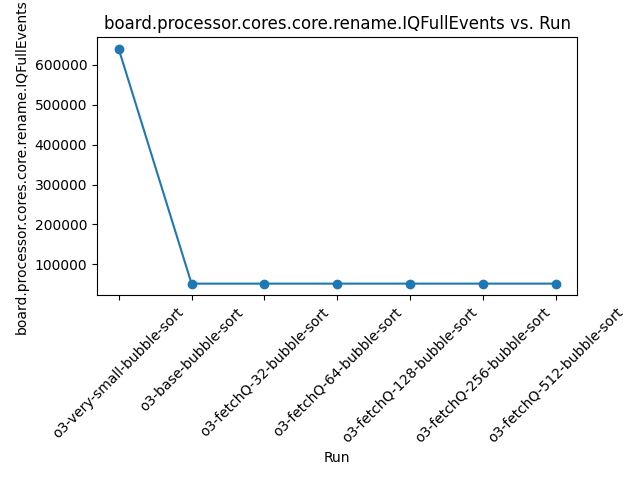 board.processor.cores.core.rename.IQFullEvents vs. Run
board.processor.cores.core.rename.IQFullEvents
600000
500000
400000
300000
200000
100000
o3-very-small-bubble-sort
o3-base-bubble-sort
o3-fetchQ-32-bubble-sort
o3-fetchQ-64-bubble-sort
o3-fetchQ-128-bubble-sort
o3-fetchQ-256-bubble-sort
o3-fetchQ-512-bubble-sort
Run